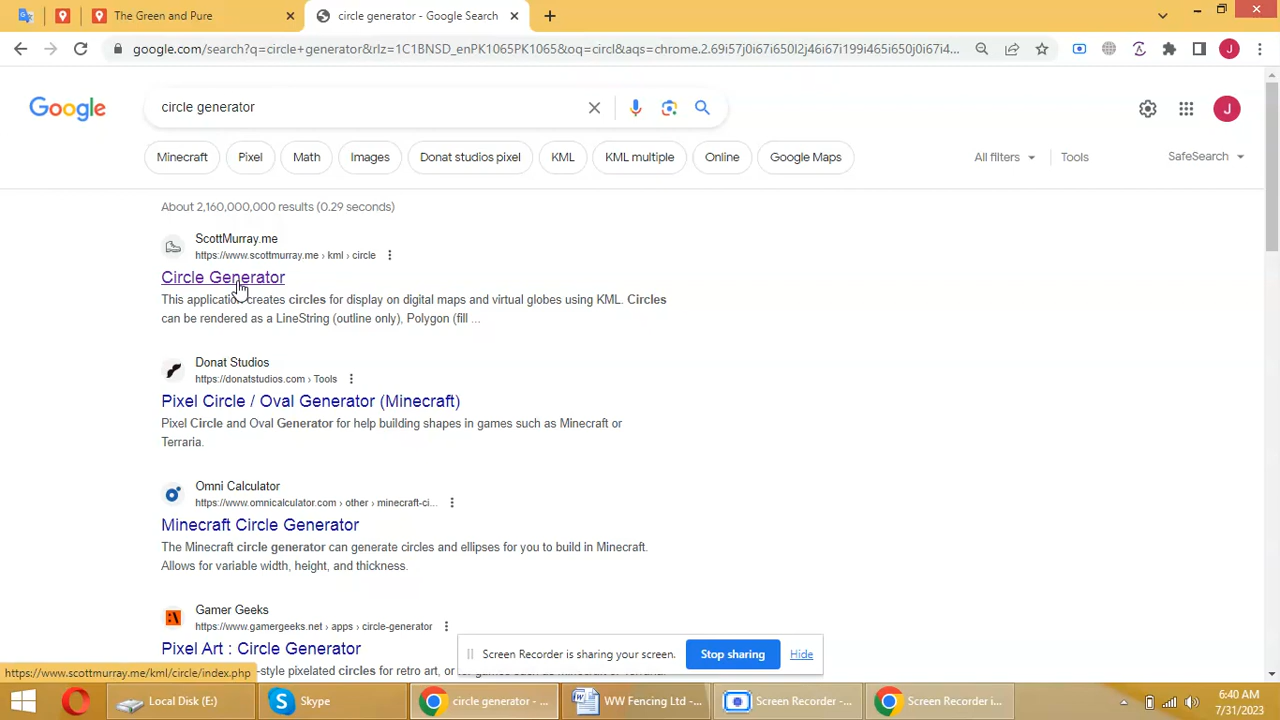 The Green and Pure
circle generator - Google Search
google.com/search?q=circle+generator&rlz=1C1BNSD_enPK1065PK1065&oq=circl&aqs=chrome.2.69i57j0i67i650l2j46i67i199i465i650j0i67i4...
J
Google
circle generator
J
Minecraft
Pixel
Math
Images
Donat studios pixel
KML
KML multiple
Online
Google Maps
All filters
Tools
SafeSearch
About 2,160,000,000 results (0.29 seconds)
ScottMurray.me
https://www.scottmurray.me › kml › circle
Circle Generator
This application creates circles for display on digital maps and virtual globes using KML. Circles
can be rendered as a LineString (outline only), Polygon (fill ...
Donat Studios
https://donatstudios.com › Tools
Pixel Circle / Oval Generator (Minecraft)
Pixel Circle and Oval Generator for help building shapes in games such as Minecraft or
Terraria.
Omni Calculator
https://www.omnicalculator.com › other › minecraft-ci...
Minecraft Circle Generator
The Minecraft circle generator can generate circles and ellipses for you to build in Minecraft.
Allows for variable width, height, and thickness.
Gamer Geeks
https://www.gamergeeks.net › apps › circle-generator
Pixel Art : Circle Generator
-style pixelated circles for retro art, or
Screen Recorder is sharing your screen.
Stop sharing
Hide
https://www.scottmurray.me/kml/circle/index.php
Local Disk (E:)
Skype
circle generator - ...
WW Fencing Ltd -...
Screen Recorder -...
Screen Recorder i...
6:40 AM
7/31/2023